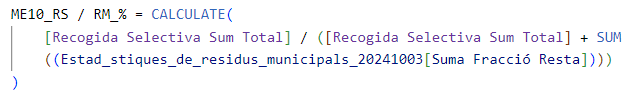 ME10_RS / RM_% = CALCULATE(
[Recogida Selectiva Sum Total] / ([Recogida Selectiva Sum Total] + SUM
((Estad_stiques_de_residus_municipals_20241003[Suma Fracció Resta])))
)